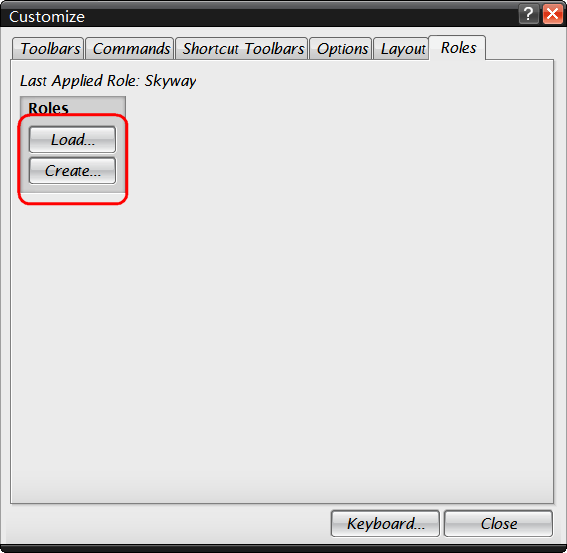 Customize
?
Toolbars Commands Shortcut Toolbars Options Layout Roles
Last Applied Role: Skyway
Roles
Load...
Create...
Keyboard... Close